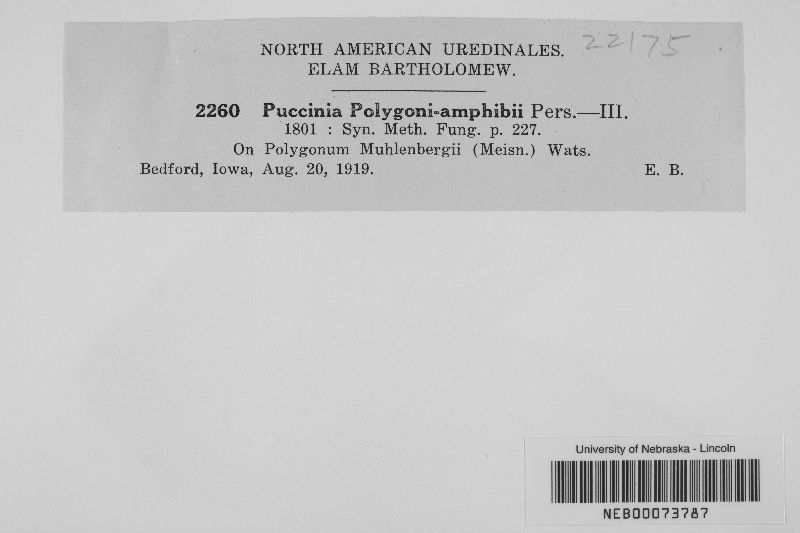 NORTH AMERICAN UREDINALES. 22175
ELAM BARTHOLOMEW.
2260 Puccinia Polygoni-amphibii Pers.—III.
1801 : Syn. Meth. Fung. p. 227.
On Polygonum Muhlenbergii (Meisn.) Wats.
Bedford, Iowa, Aug. 20, 1919. E. B.
University of Nebraska - Lincoln
NEB00073787